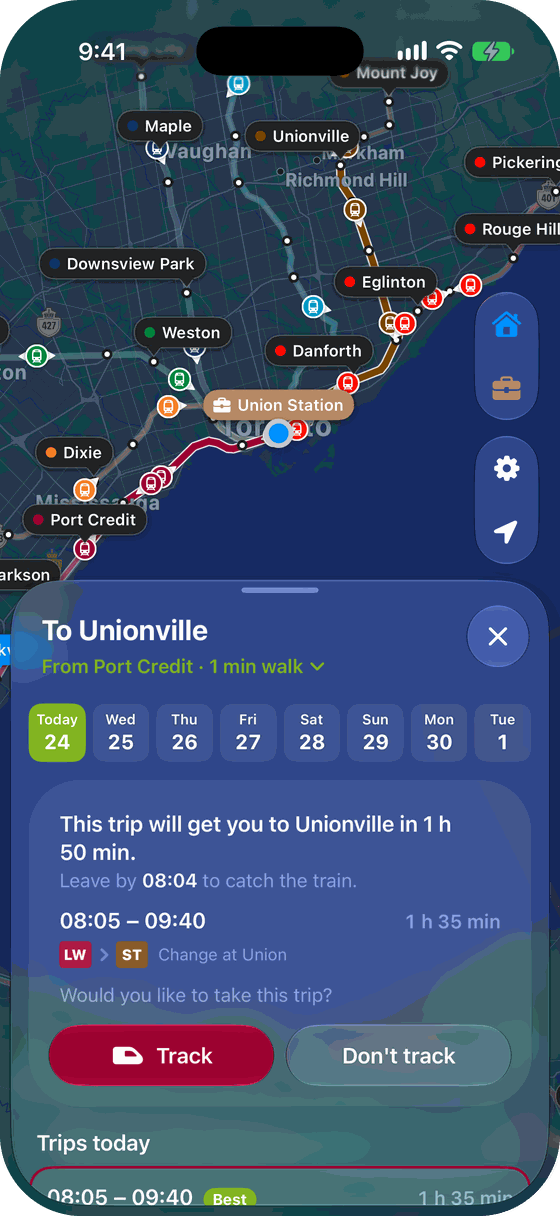 9:41
Mount Joy
Maple
Unionville
Vaughan
Richmond Hill
Pickering
401
Rouge Hill
Downsview Park
Eglinton
427
Weston
Danforth
Union Station
Dixie
Mississauga
Port Credit
arkson
To Unionville
From Port Credit · 1 min walk
Today Wed Thu Fri Sat Sun Mon Tue
24 25 26 27 28 29 30 1
This trip will get you to Unionville in 1 h
50 min.
Leave by 08:04 to catch the train.
08:05 – 09:40 1 h 35 min
LW ST Change at Union
Would you like to take this trip?
Track Don't track
Trips today
08:05 – 09:40 Best 1 h 35 min